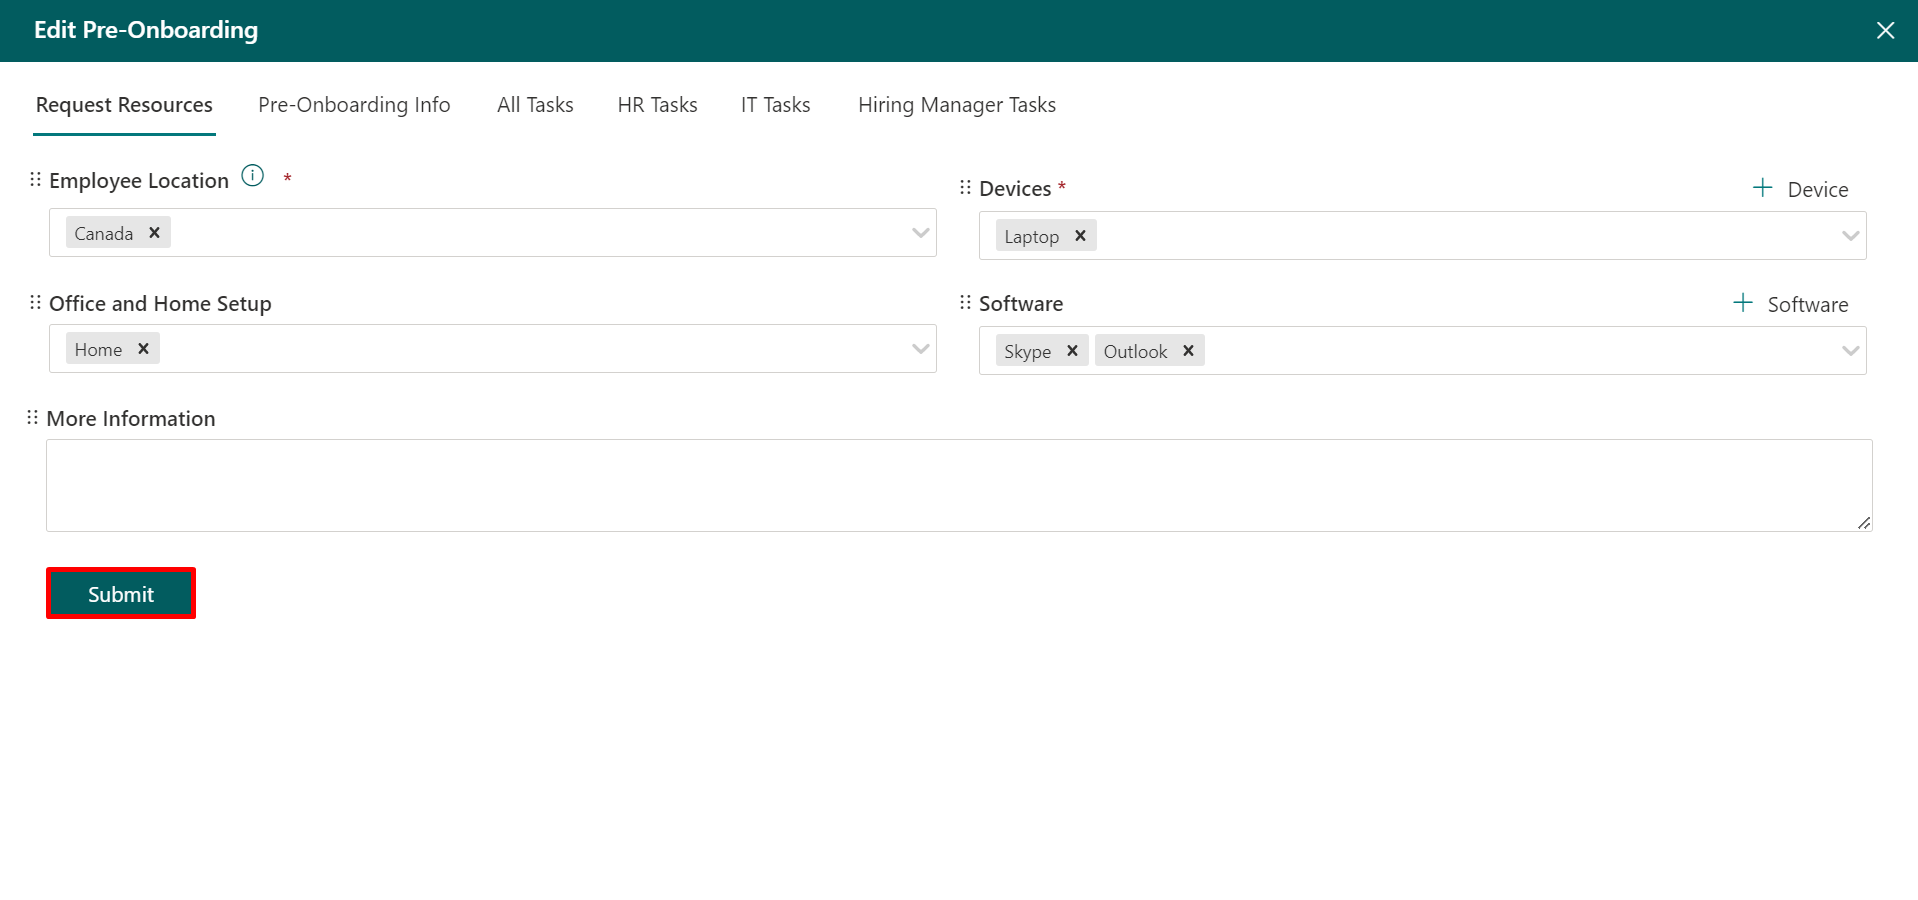 Edit Pre-Onboarding
Request Resources Pre-Onboarding Info All Tasks HR Tasks IT Tasks Hiring Manager Tasks
Employee Location *
Canada
Devices *
Device
Laptop
Office and Home Setup
Home
Software
Software
Skype Outlook
More Information
Submit